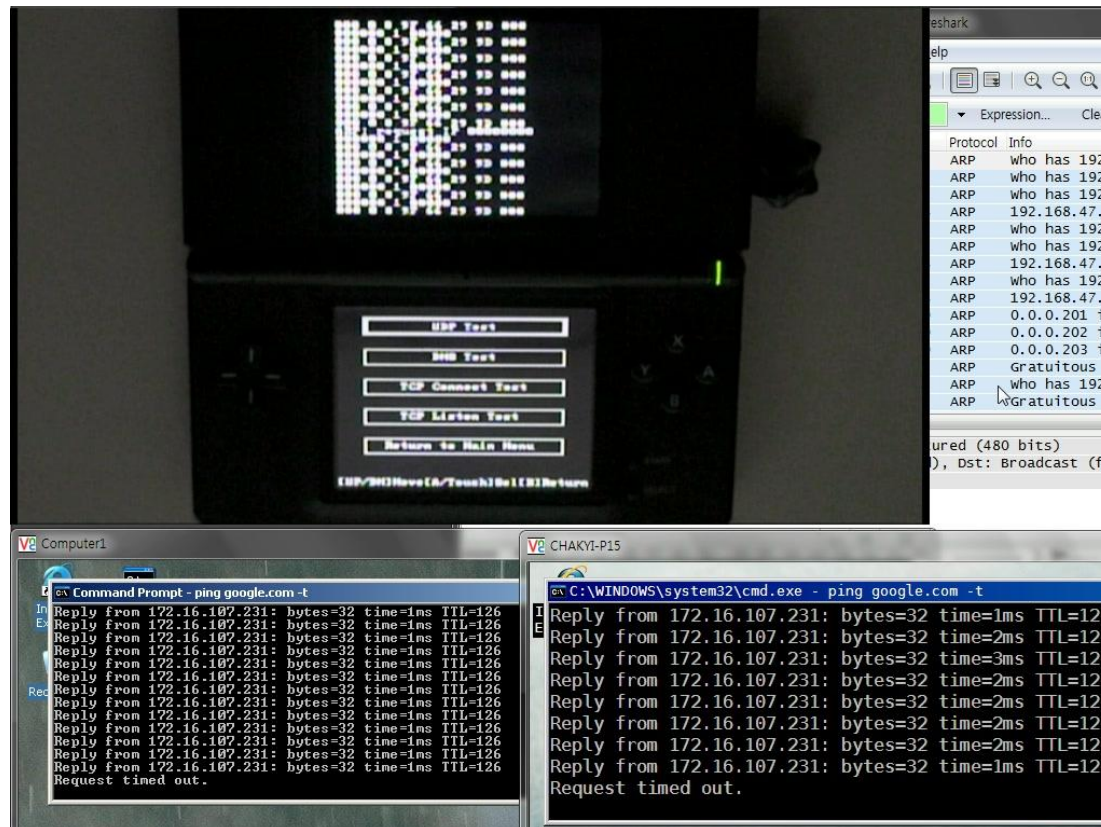 eshark
elp
Expression... Cle
Protocol Info
ARP who has 192
ARP who has 192
ARP who has 192
ARP 192.168.47.
ARP who has 192
ARP who has 192
ARP 192.168.47.
ARP who has 192
ARP 192.168.47.
ARP 0.0.0.201
ARP 0.0.0.202
ARP 0.0.0.203
ARP Gratuitous
ARP who has 192
ARP Gratuitous
ured (480 bits)
), Dst: Broadcast (f
X
Y A
B
UDP Test
TCP Connect Test
TCP Listen Test
Return to Main Menu
[UP/DN]Move[A/Touch]Sel[B]Return
Computer1
Command Prompt - ping google.com -t
Reply from 172.16.107.231: bytes=32 time=1ms TTL=126
Reply from 172.16.107.231: bytes=32 time=1ms TTL=126
Reply from 172.16.107.231: bytes=32 time=1ms TTL=126
Reply from 172.16.107.231: bytes=32 time=1ms TTL=126
Reply from 172.16.107.231: bytes=32 time=1ms TTL=126
Reply from 172.16.107.231: bytes=32 time=1ms TTL=126
Reply from 172.16.107.231: bytes=32 time=1ms TTL=126
Reply from 172.16.107.231: bytes=32 time=1ms TTL=126
Reply from 172.16.107.231: bytes=32 time=1ms TTL=126
Reply from 172.16.107.231: bytes=32 time=1ms TTL=126
Reply from 172.16.107.231: bytes=32 time=1ms TTL=126
Reply from 172.16.107.231: bytes=32 time=1ms TTL=126
Reply from 172.16.107.231: bytes=32 time=1ms TTL=126
Request timed out.
CHAKYI-P15
C:\WINDOWS\system32\cmd.exe - ping google.com -t
Reply from 172.16.107.231: bytes=32 time=1ms TTL=12
Reply from 172.16.107.231: bytes=32 time=2ms TTL=12
Reply from 172.16.107.231: bytes=32 time=3ms TTL=12
Reply from 172.16.107.231: bytes=32 time=2ms TTL=12
Reply from 172.16.107.231: bytes=32 time=2ms TTL=12
Reply from 172.16.107.231: bytes=32 time=2ms TTL=12
Reply from 172.16.107.231: bytes=32 time=2ms TTL=12
Reply from 172.16.107.231: bytes=32 time=1ms TTL=12
Request timed out.